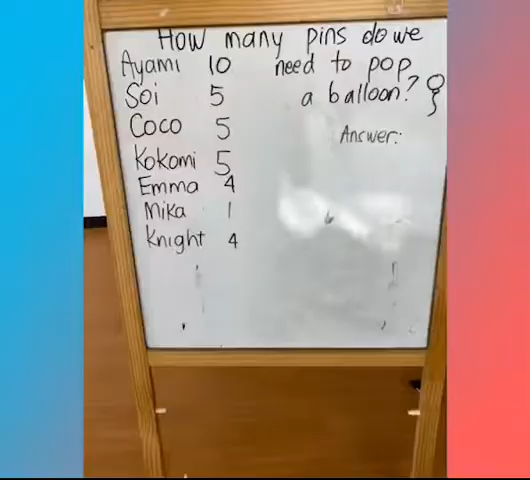 How many pins do we
need to pop
a balloon?
Answer:
Ayami 10
Soi 5
Coco 5
Kokomi 5
Emma 4
Mika 1
Knight 4